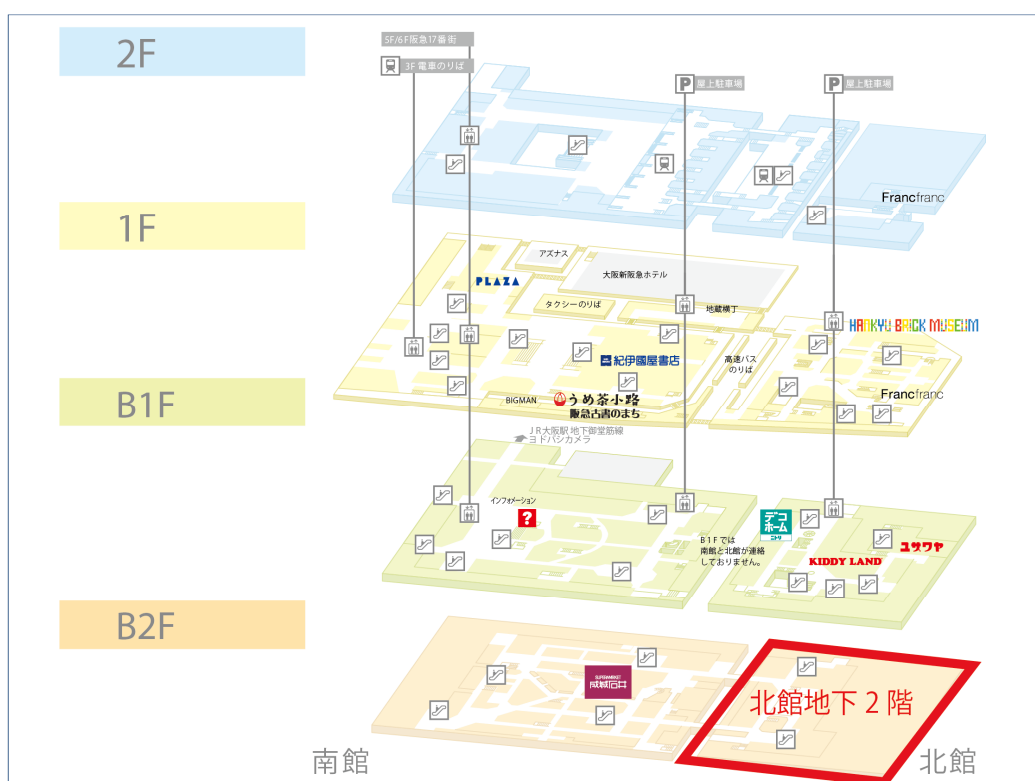 2F
5F/6F阪急17番街
3F 電車のりば
P 屋上駐車場
P 屋上駐車場
Francfranc
1F
アズナス
大阪新阪急ホテル
PLAZA
タクシーのりば
地蔵横丁
HANKYU BRICK MUSEUM
紀伊國屋書店
高速バス
のりば
Francfranc
BIGMAN
うめ茶小路
阪急古書のまち
B1F
JR大阪駅 地下御堂筋線
ヨドバシカメラ
インフォメーション
?
デコ
ホーム
ニトリ
B1Fでは
南館と北館が連絡
しておりません。
ユザワヤ
KIDDY LAND
B2F
SUPERMARKET
成城石井
北館地下2階
南館
北館